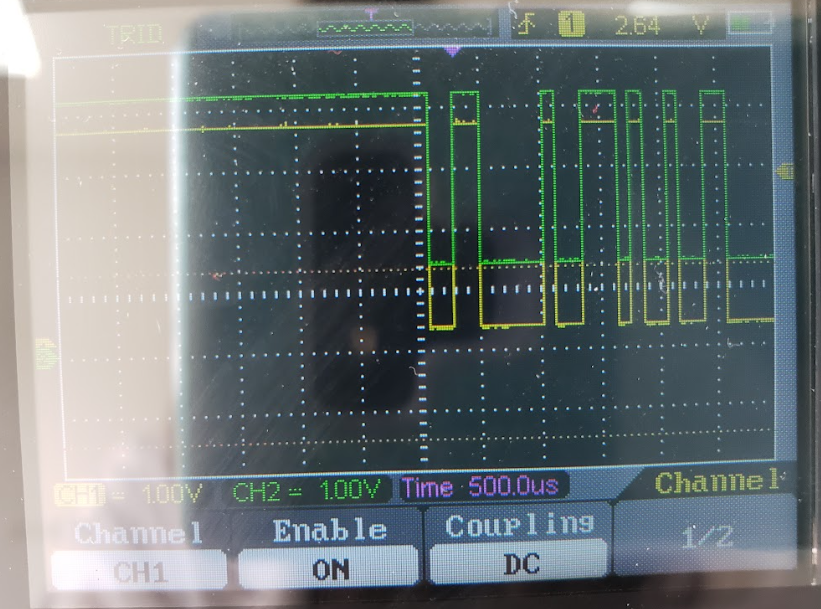 TRID
T
1 2.64 V
CH1 = 1.00V CH2 = 1.00V Time 500.0us Channel
Channel Enable Coupling 1/2
CH1 ON DC